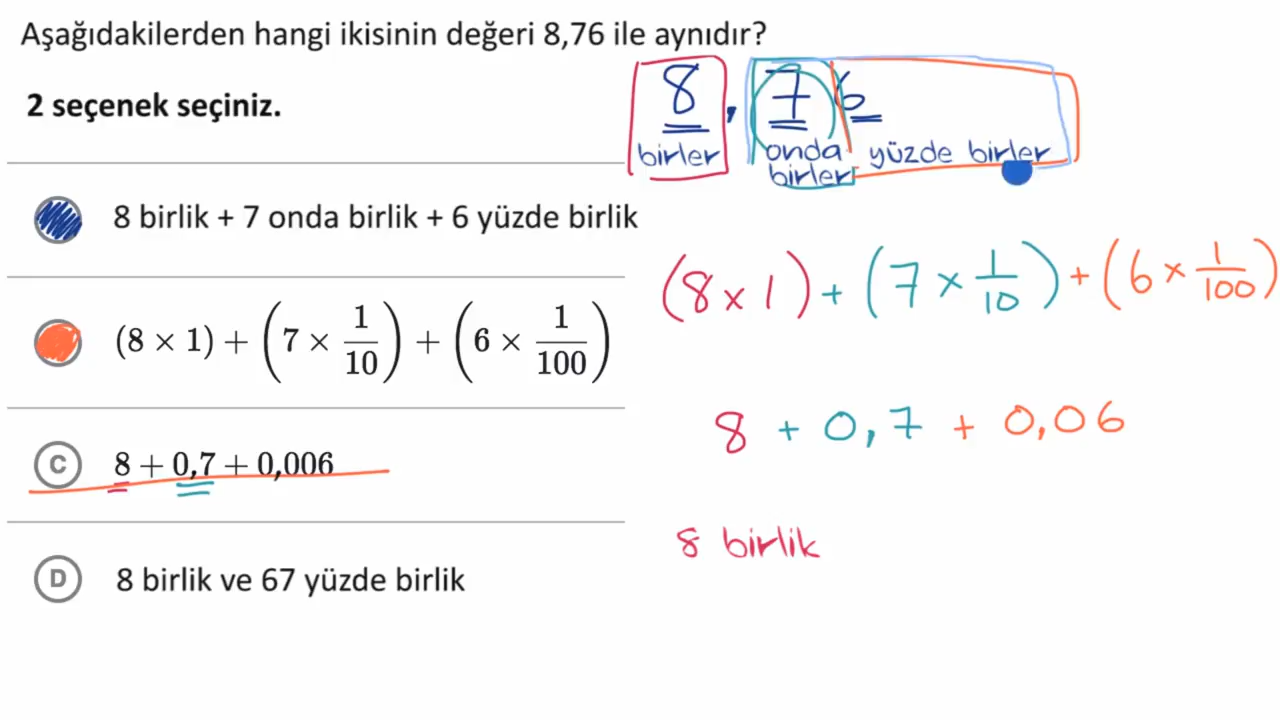 Aşağıdakilerden hangi ikisinin değeri 8,76 ile aynıdır?
2 seçenek seçiniz.
8,76
birler onda birler yüzde birler
8 birlik + 7 onda birlik + 6 yüzde birlik
(8 × 1) + (7 × 1/10) + (6 × 1/100)
(8 × 1) + (7 × 1/10) + (6 × 1/100)
C 8 + 0,7 + 0,006
8 + 0,7 + 0,06
8 birlik
D 8 birlik ve 67 yüzde birlik